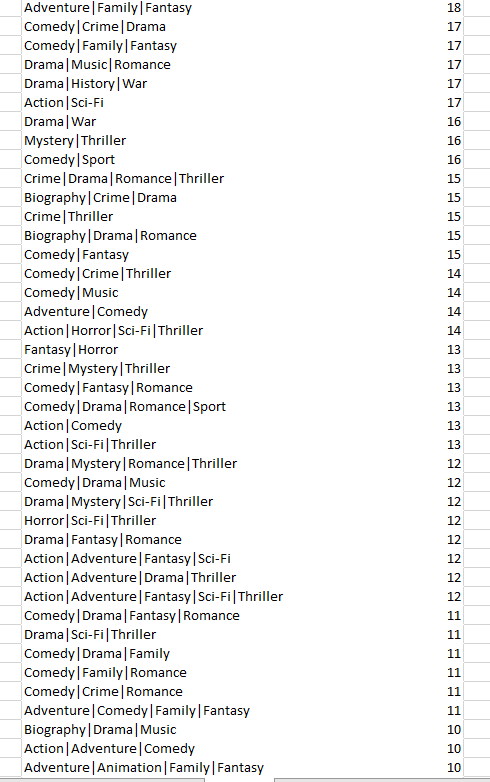 Adventure|Family|Fantasy 18
Comedy|Crime|Drama 17
Comedy|Family|Fantasy 17
Drama|Music|Romance 17
Drama|History|War 17
Action|Sci-Fi 17
Drama|War 16
Mystery|Thriller 16
Comedy|Sport 16
Crime|Drama|Romance|Thriller 15
Biography|Crime|Drama 15
Crime|Thriller 15
Biography|Drama|Romance 15
Comedy|Fantasy 15
Comedy|Crime|Thriller 14
Comedy|Music 14
Adventure|Comedy 14
Action|Horror|Sci-Fi|Thriller 14
Fantasy|Horror 13
Crime|Mystery|Thriller 13
Comedy|Fantasy|Romance 13
Comedy|Drama|Romance|Sport 13
Action|Comedy 13
Action|Sci-Fi|Thriller 13
Drama|Mystery|Romance|Thriller 12
Comedy|Drama|Music 12
Drama|Mystery|Sci-Fi|Thriller 12
Horror|Sci-Fi|Thriller 12
Drama|Fantasy|Romance 12
Action|Adventure|Fantasy|Sci-Fi 12
Action|Adventure|Drama|Thriller 12
Action|Adventure|Fantasy|Sci-Fi|Thriller 12
Comedy|Drama|Fantasy|Romance 11
Drama|Sci-Fi|Thriller 11
Comedy|Drama|Family 11
Comedy|Family|Romance 11
Comedy|Crime|Romance 11
Adventure|Comedy|Family|Fantasy 11
Biography|Drama|Music 10
Action|Adventure|Comedy 10
Adventure|Animation|Family|Fantasy 10